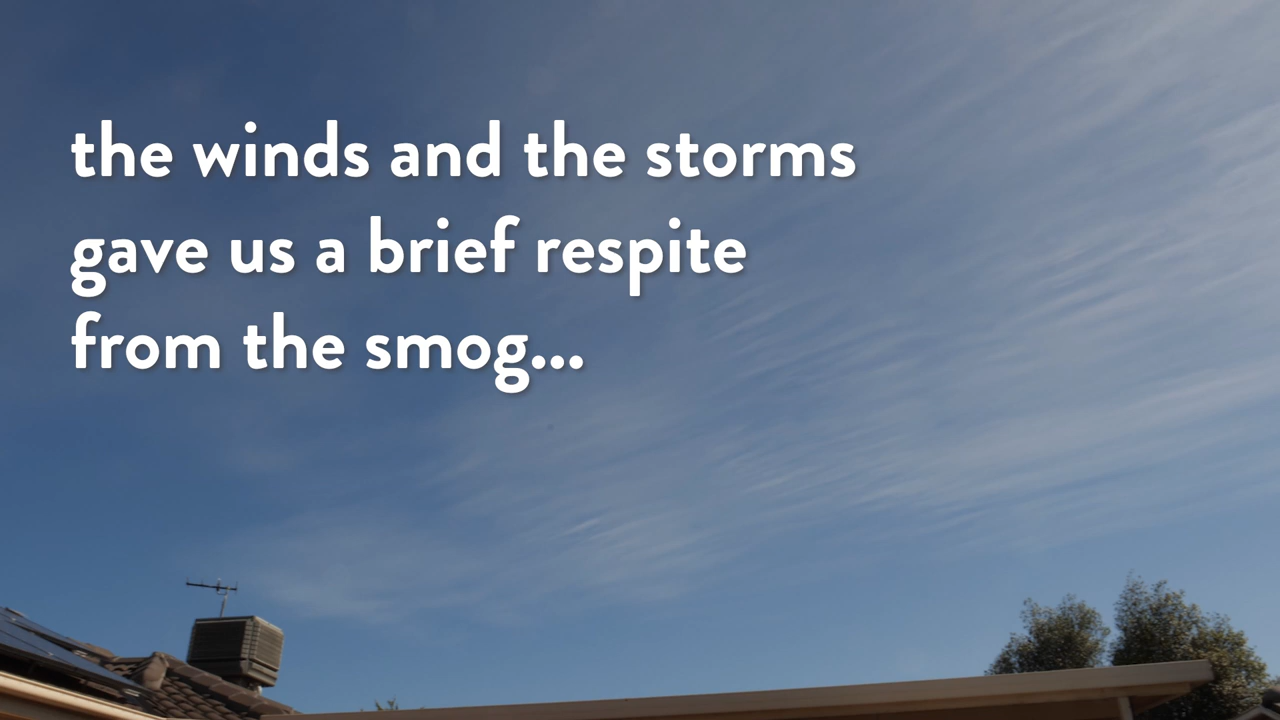 the winds and the storms
gave us a brief respite
from the smog...